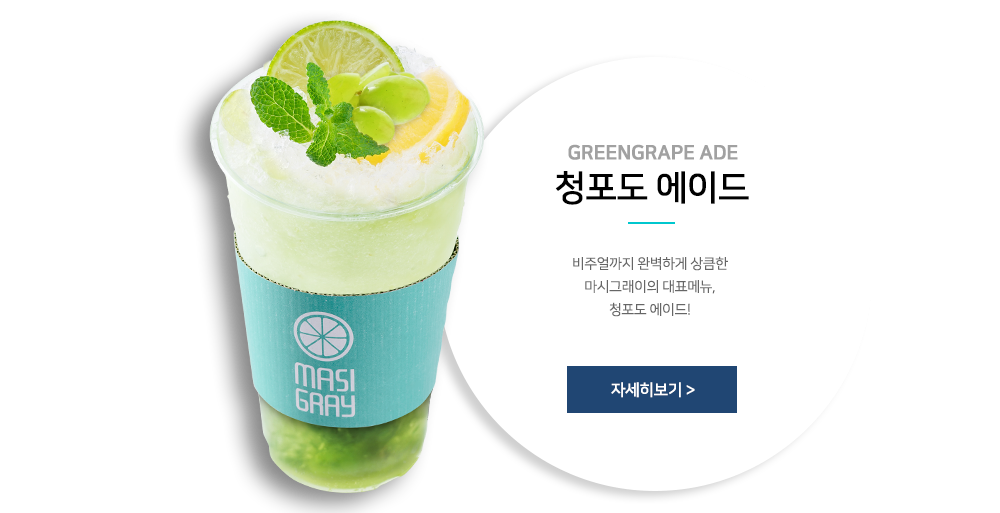 GREENGRAPE ADE
청포도 에이드
비주얼까지 완벽하게 상큼한
마시그래이의 대표메뉴,
청포도 에이드!
자세히보기 >
MASI
GRAY